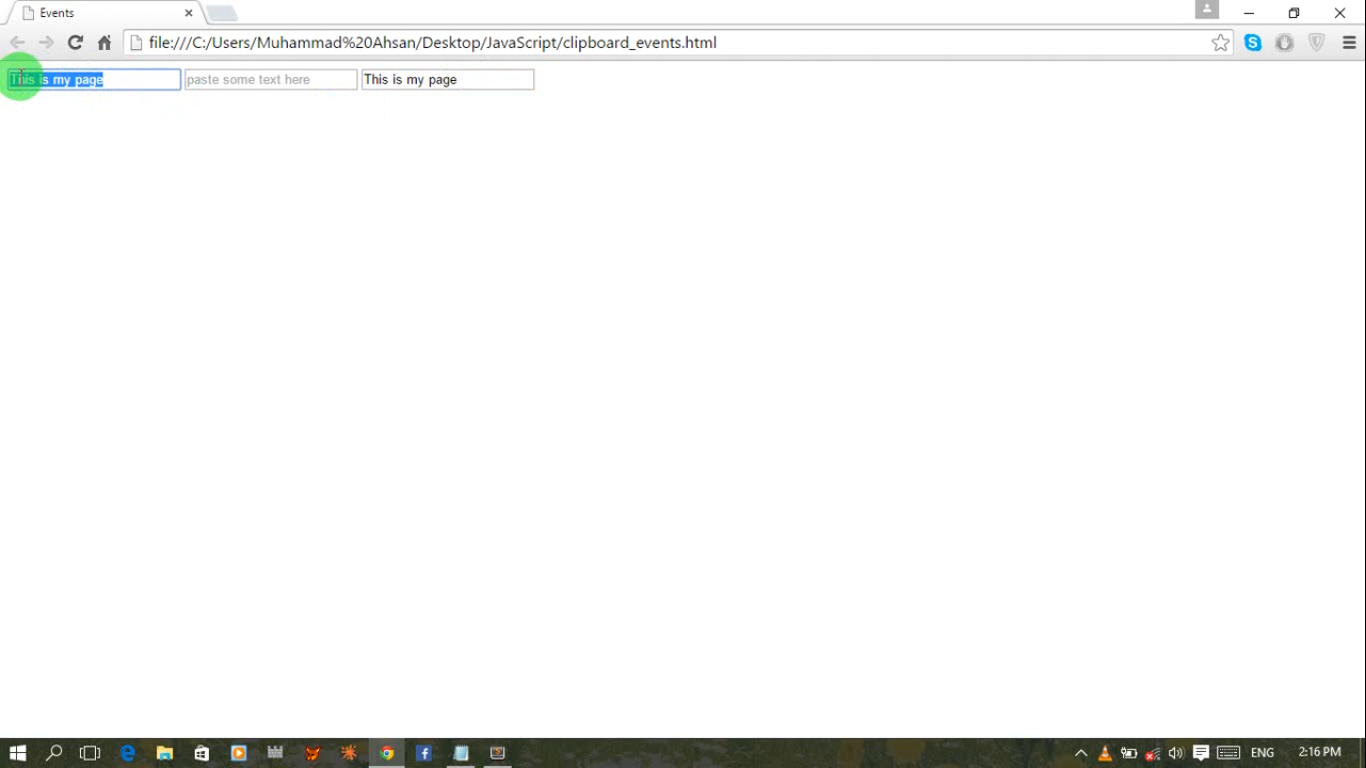 Events
file:///C:/Users/Muhammad%20Ahsan/Desktop/JavaScript/clipboard_events.html
This is my page paste some text here This is my page
ENG 2:16 PM